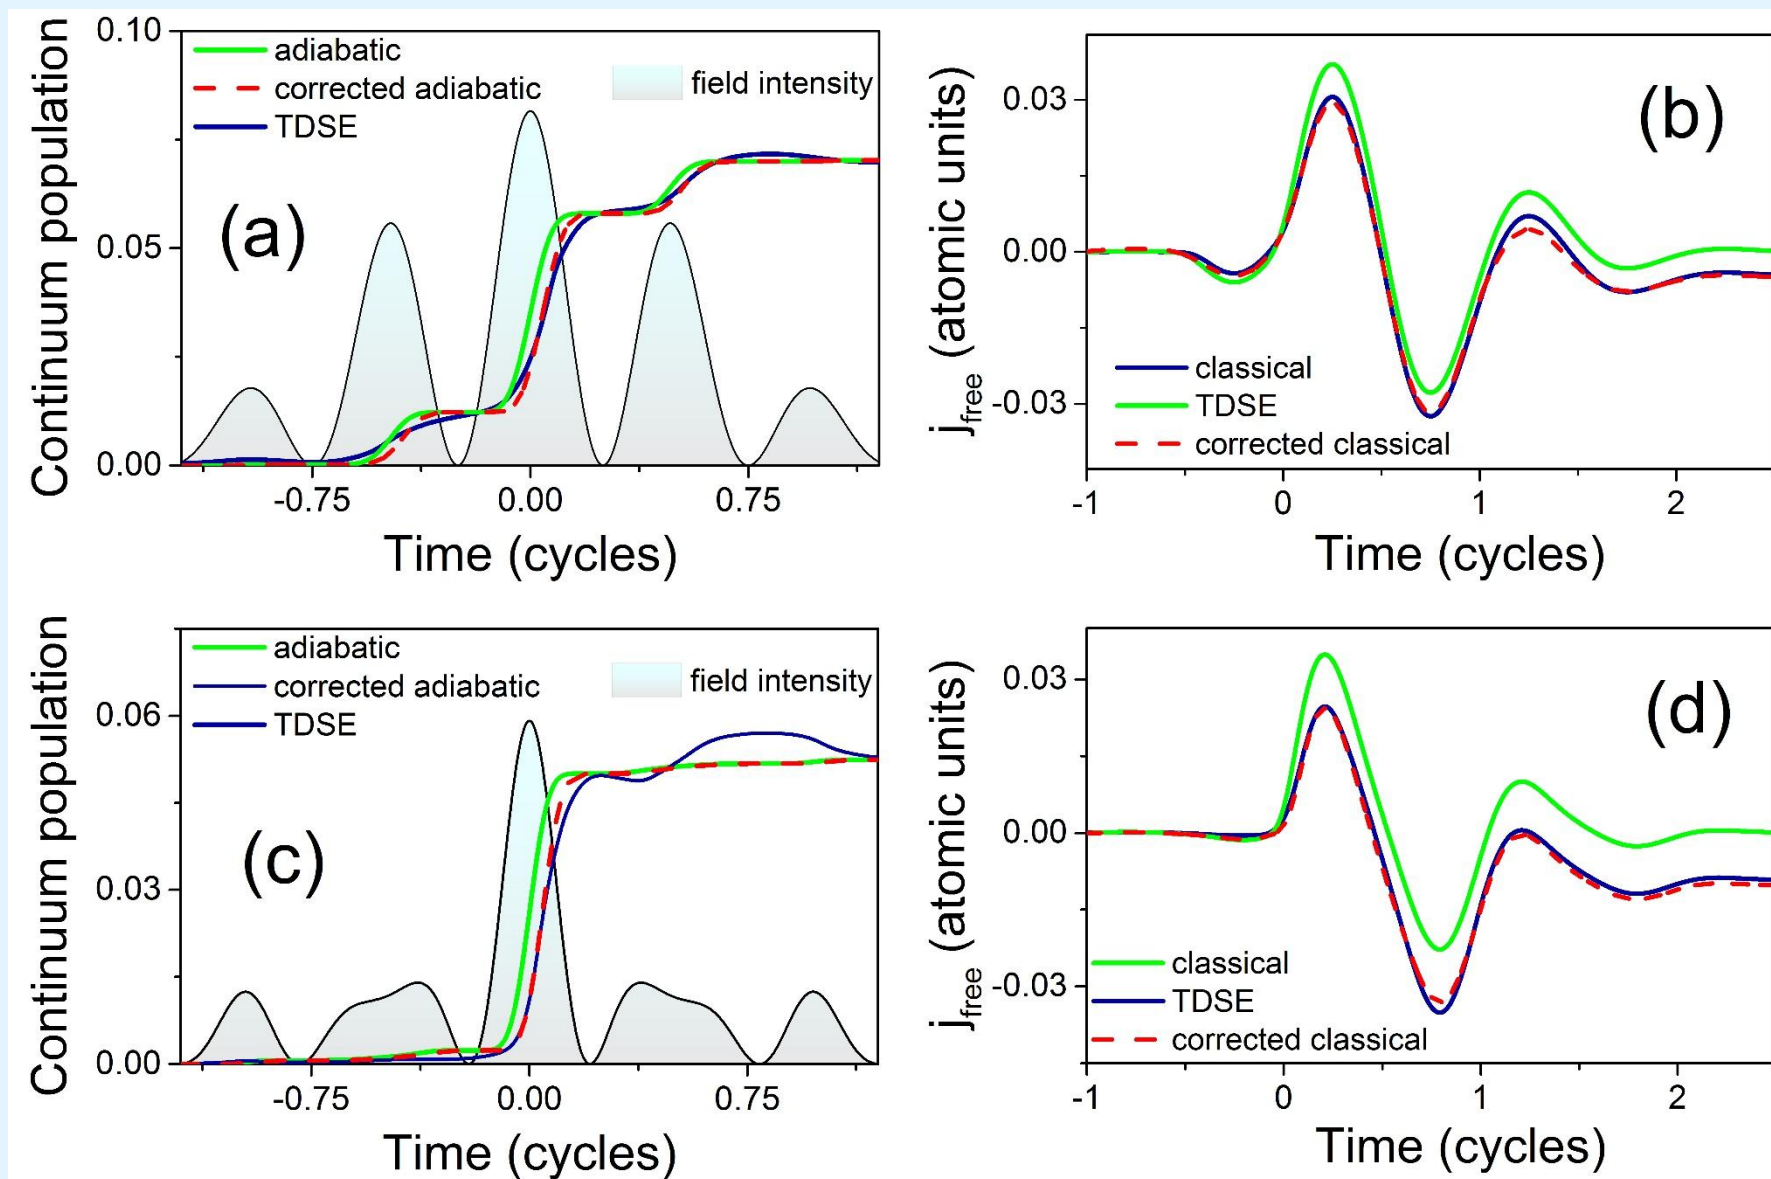 0.10
0.05
0.00
Continuum population
adiabatic
corrected adiabatic
TDSE
field intensity
(a)
-0.75
0.00
0.75
Time (cycles)
0.03
0.00
-0.03
j_free (atomic units)
(b)
classical
TDSE
corrected classical
-1
0
1
2
Time (cycles)
0.06
0.03
0.00
Continuum population
adiabatic
corrected adiabatic
TDSE
field intensity
(c)
-0.75
0.00
0.75
Time (cycles)
0.03
0.00
-0.03
j_free (atomic units)
(d)
classical
TDSE
corrected classical
-1
0
1
2
Time (cycles)